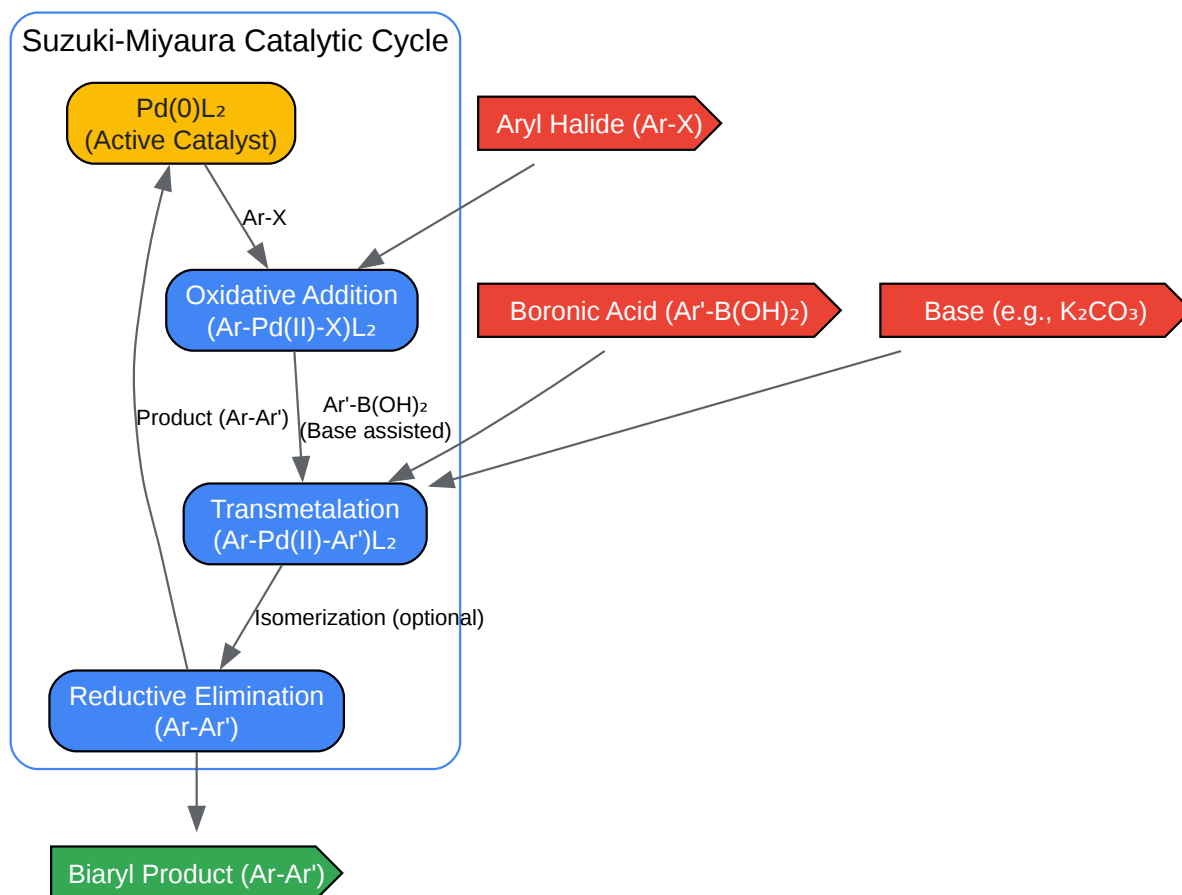 Suzuki-Miyaura Catalytic Cycle
Pd(0)L₂
(Active Catalyst)
Aryl Halide (Ar-X)
Ar-X
Oxidative Addition
(Ar-Pd(II)-X)L₂
Boronic Acid (Ar'-B(OH)₂)
Base (e.g., K₂CO₃)
Product (Ar-Ar')
Ar'-B(OH)₂
(Base assisted)
Transmetalation
(Ar-Pd(II)-Ar')L₂
Isomerization (optional)
Reductive Elimination
(Ar-Ar')
Biaryl Product (Ar-Ar')